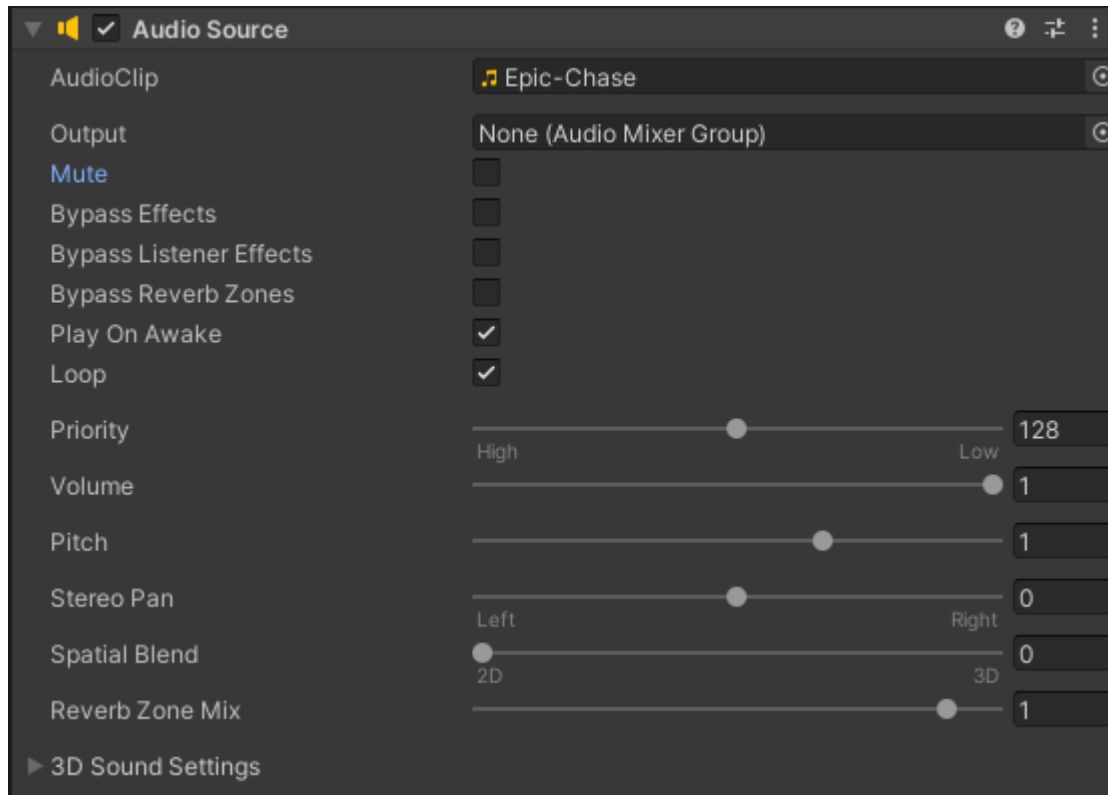 Audio Source
AudioClip Epic-Chase
Output None (Audio Mixer Group)
Mute
Bypass Effects
Bypass Listener Effects
Bypass Reverb Zones
Play On Awake
Loop
Priority 128
High Low
Volume 1
Pitch 1
Stereo Pan 0
Left Right
Spatial Blend 0
2D 3D
Reverb Zone Mix 1
3D Sound Settings